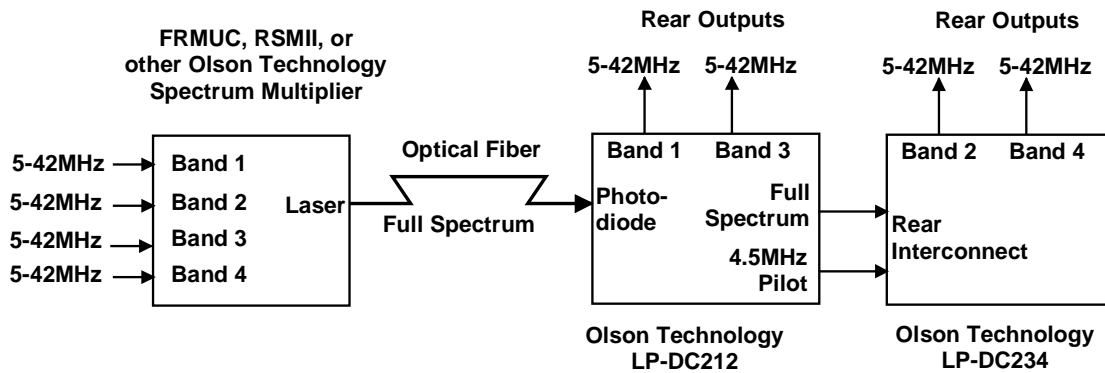 FRMUC, RSMII, or
other Olson Technology
Spectrum Multiplier
5-42MHz
5-42MHz
5-42MHz
5-42MHz
Band 1
Band 2
Band 3
Band 4
Laser
Optical Fiber
Full Spectrum
Rear Outputs
5-42MHz 5-42MHz
Band 1 Band 3
Photo-
diode
Full
Spectrum
4.5MHz
Pilot
Olson Technology
LP-DC212
Rear Outputs
5-42MHz 5-42MHz
Band 2 Band 4
Rear
Interconnect
Olson Technology
LP-DC234